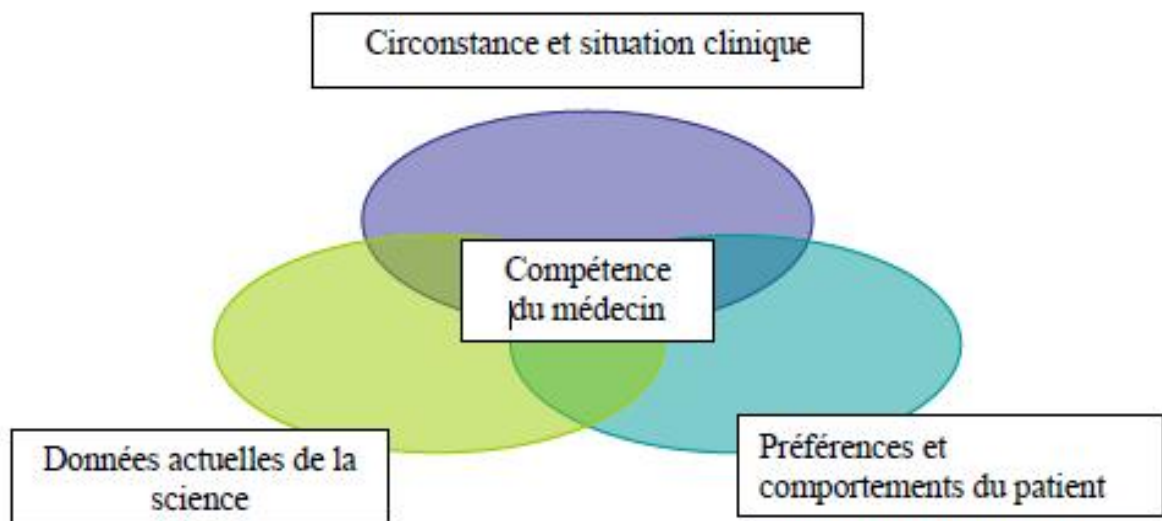 Circonstance et situation clinique
Compétence
du médecin
Données actuelles de la
science
Préférences et
comportements du patient